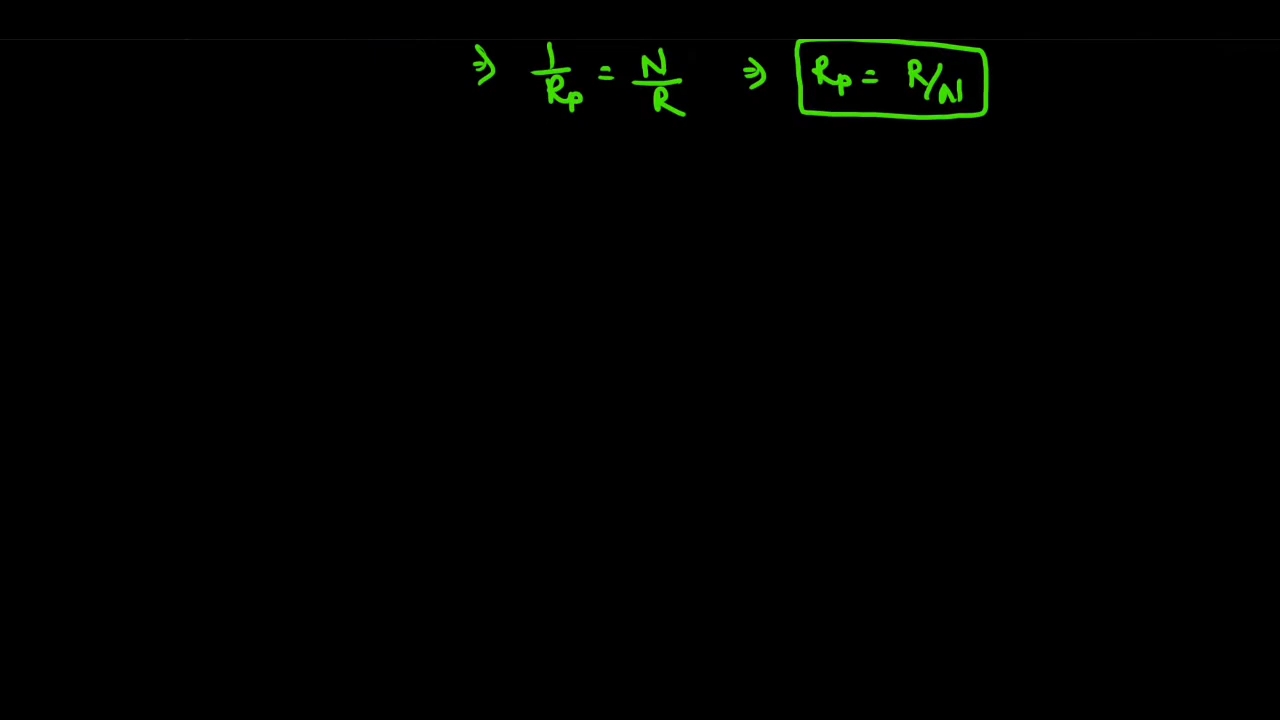 ⇒ 1/Rp = N/R ⇒ Rp = R/N